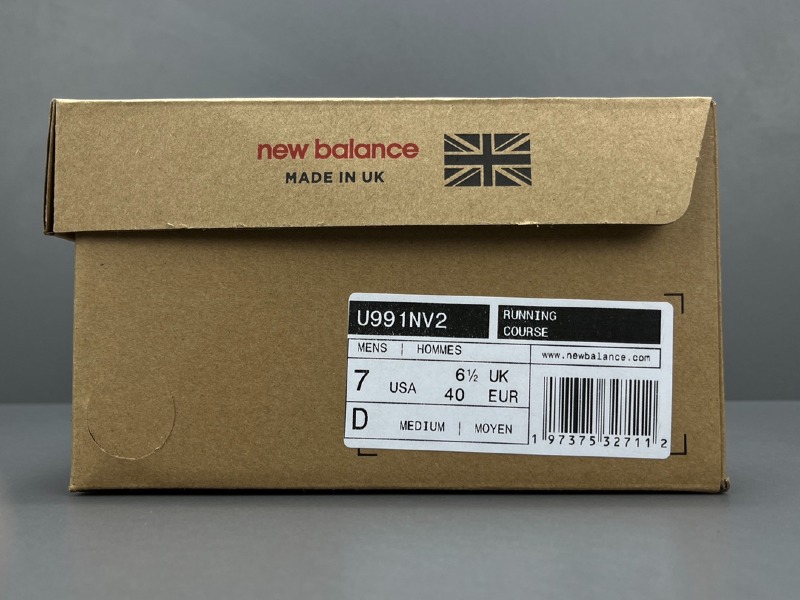 new balance
MADE IN UK
U991NV2
RUNNING
COURSE
MENS | HOMMES
www.newbalance.com
7 USA 6½ UK
40 EUR
D MEDIUM | MOYEN
1 97375 32711 2